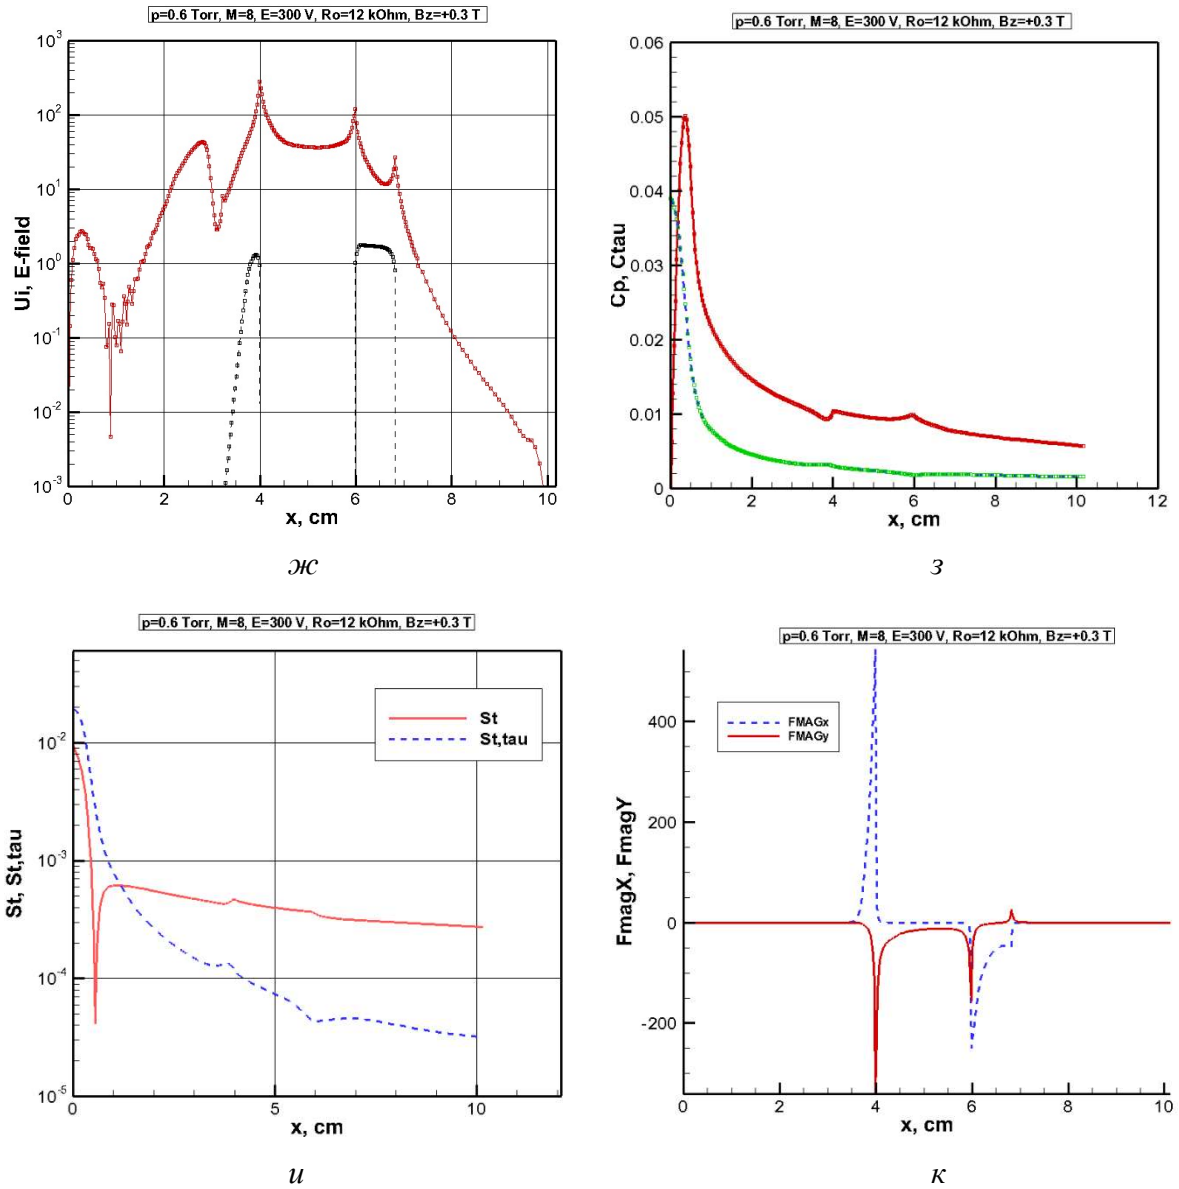 p=0.6 Torr, M=8, E=300 V, Ro=12 kOhm, Bz=+0.3 T
Ui, E-field
10^3
10^2
10^1
10^0
10^-1
10^-2
10^-3
0 2 4 6 8 10
x, cm
ж
p=0.6 Torr, M=8, E=300 V, Ro=12 kOhm, Bz=+0.3 T
Cp, Ctau
0.06
0.05
0.04
0.03
0.02
0.01
0
0 2 4 6 8 10 12
x, cm
з
p=0.6 Torr, M=8, E=300 V, Ro=12 kOhm, Bz=+0.3 T
St, St,tau
10^-2
10^-3
10^-4
10^-5
St
St,tau
0 5 10
x, cm
и
p=0.6 Torr, M=8, E=300 V, Ro=12 kOhm, Bz=+0.3 T
FmagX, FmagY
400
200
0
-200
FMAGx
FMAGy
0 2 4 6 8 10
x, cm
к